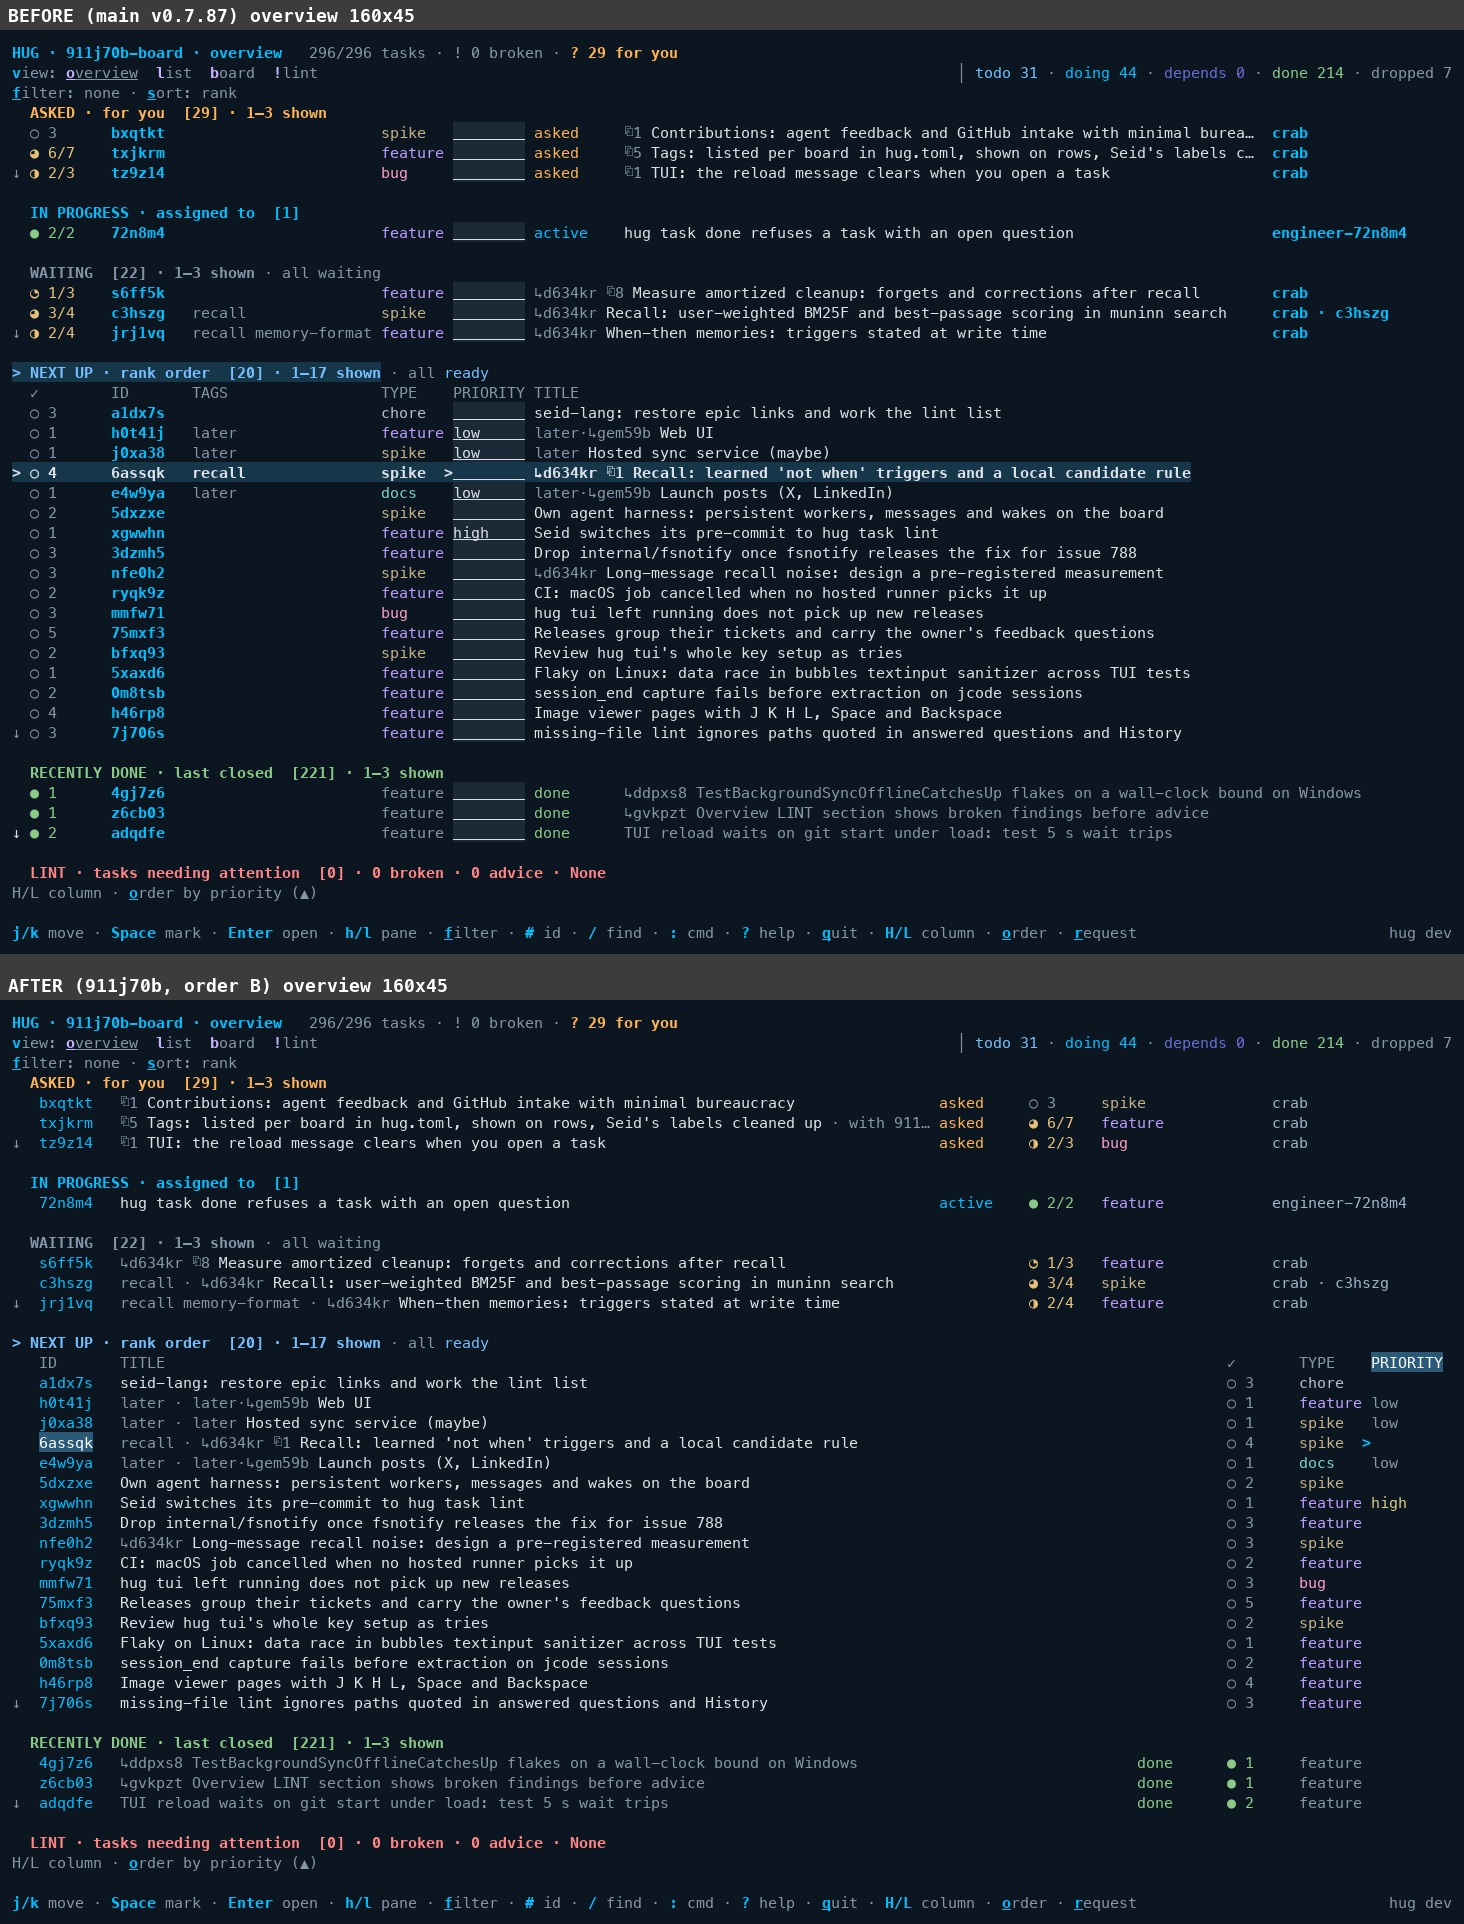 BEFORE (main v0.7.87) overview 160x45
HUG · 911j70b–board · overview   296/296 tasks · ! 0 broken · ? 29 for you
view: overview  list  board  !lint   │ todo 31 · doing 44 · depends 0 · done 214 · dropped 7
filter: none · sort: rank
ASKED · for you  [29] · 1–3 shown
○ 3     bxqtkt     spike   asked   ⎗1 Contributions: agent feedback and GitHub intake with minimal burea…  crab
◕ 6/7   txjkrm     feature   asked   ⎗5 Tags: listed per board in hug.toml, shown on rows, Seid's labels c…  crab
↓ ◑ 2/3   tz9z14     bug   asked   ⎗1 TUI: the reload message clears when you open a task   crab
IN PROGRESS · assigned to  [1]
● 2/2   72n8m4     feature   active   hug task done refuses a task with an open question   engineer–72n8m4
WAITING  [22] · 1–3 shown · all waiting
◔ 1/3   s6ff5k     feature   ↳d634kr ⎗8 Measure amortized cleanup: forgets and corrections after recall   crab
◕ 3/4   c3hszg   recall   spike   ↳d634kr Recall: user–weighted BM25F and best–passage scoring in muninn search   crab · c3hszg
↓ ◑ 2/4   jrj1vq   recall memory–format feature   ↳d634kr When–then memories: triggers stated at write time   crab
> NEXT UP · rank order  [20] · 1–17 shown · all ready
✓   ID   TAGS   TYPE   PRIORITY TITLE
○ 3   a1dx7s   chore   seid–lang: restore epic links and work the lint list
○ 1   h0t41j   later   feature low   later·↳gem59b Web UI
○ 1   j0xa38   later   spike   low   later Hosted sync service (maybe)
> ○ 4   6assqk   recall   spike  >   ↳d634kr ⎗1 Recall: learned 'not when' triggers and a local candidate rule
○ 1   e4w9ya   later   docs   low   later·↳gem59b Launch posts (X, LinkedIn)
○ 2   5dxzxe   spike   Own agent harness: persistent workers, messages and wakes on the board
○ 1   xgwwhn   feature high   Seid switches its pre–commit to hug task lint
○ 3   3dzmh5   feature   Drop internal/fsnotify once fsnotify releases the fix for issue 788
○ 3   nfe0h2   spike   ↳d634kr Long–message recall noise: design a pre–registered measurement
○ 2   ryqk9z   feature   CI: macOS job cancelled when no hosted runner picks it up
○ 3   mmfw71   bug   hug tui left running does not pick up new releases
○ 5   75mxf3   feature   Releases group their tickets and carry the owner's feedback questions
○ 2   bfxq93   spike   Review hug tui's whole key setup as tries
○ 1   5xaxd6   feature   Flaky on Linux: data race in bubbles textinput sanitizer across TUI tests
○ 2   0m8tsb   feature   session_end capture fails before extraction on jcode sessions
○ 4   h46rp8   feature   Image viewer pages with J K H L, Space and Backspace
↓ ○ 3   7j706s   feature   missing–file lint ignores paths quoted in answered questions and History
RECENTLY DONE · last closed  [221] · 1–3 shown
● 1   4gj7z6   feature   done   ↳ddpxs8 TestBackgroundSyncOfflineCatchesUp flakes on a wall–clock bound on Windows
● 1   z6cb03   feature   done   ↳gvkpzt Overview LINT section shows broken findings before advice
↓ ● 2   adqdfe   feature   done   TUI reload waits on git start under load: test 5 s wait trips
LINT · tasks needing attention  [0] · 0 broken · 0 advice · None
H/L column · order by priority (▲)
j/k move · Space mark · Enter open · h/l pane · filter · # id · / find · : cmd · ? help · quit · H/L column · order · request   hug dev
AFTER (911j70b, order B) overview 160x45
HUG · 911j70b–board · overview   296/296 tasks · ! 0 broken · ? 29 for you
view: overview  list  board  !lint   │ todo 31 · doing 44 · depends 0 · done 214 · dropped 7
filter: none · sort: rank
ASKED · for you  [29] · 1–3 shown
bxqtkt   ⎗1 Contributions: agent feedback and GitHub intake with minimal bureaucracy   asked   ○ 3   spike   crab
txjkrm   ⎗5 Tags: listed per board in hug.toml, shown on rows, Seid's labels cleaned up · with 911… asked   ◕ 6/7   feature   crab
↓  tz9z14   ⎗1 TUI: the reload message clears when you open a task   asked   ◑ 2/3   bug   crab
IN PROGRESS · assigned to  [1]
72n8m4   hug task done refuses a task with an open question   active   ● 2/2   feature   engineer–72n8m4
WAITING  [22] · 1–3 shown · all waiting
s6ff5k   ↳d634kr ⎗8 Measure amortized cleanup: forgets and corrections after recall   ◔ 1/3   feature   crab
c3hszg   recall · ↳d634kr Recall: user–weighted BM25F and best–passage scoring in muninn search   ◕ 3/4   spike   crab · c3hszg
↓  jrj1vq   recall memory–format · ↳d634kr When–then memories: triggers stated at write time   ◑ 2/4   feature   crab
> NEXT UP · rank order  [20] · 1–17 shown · all ready
ID   TITLE   ✓   TYPE   PRIORITY
a1dx7s   seid–lang: restore epic links and work the lint list   ○ 3   chore
h0t41j   later · later·↳gem59b Web UI   ○ 1   feature low
j0xa38   later · later Hosted sync service (maybe)   ○ 1   spike   low
6assqk   recall · ↳d634kr ⎗1 Recall: learned 'not when' triggers and a local candidate rule   ○ 4   spike  >
e4w9ya   later · later·↳gem59b Launch posts (X, LinkedIn)   ○ 1   docs   low
5dxzxe   Own agent harness: persistent workers, messages and wakes on the board   ○ 2   spike
xgwwhn   Seid switches its pre–commit to hug task lint   ○ 1   feature high
3dzmh5   Drop internal/fsnotify once fsnotify releases the fix for issue 788   ○ 3   feature
nfe0h2   ↳d634kr Long–message recall noise: design a pre–registered measurement   ○ 3   spike
ryqk9z   CI: macOS job cancelled when no hosted runner picks it up   ○ 2   feature
mmfw71   hug tui left running does not pick up new releases   ○ 3   bug
75mxf3   Releases group their tickets and carry the owner's feedback questions   ○ 5   feature
bfxq93   Review hug tui's whole key setup as tries   ○ 2   spike
5xaxd6   Flaky on Linux: data race in bubbles textinput sanitizer across TUI tests   ○ 1   feature
0m8tsb   session_end capture fails before extraction on jcode sessions   ○ 2   feature
h46rp8   Image viewer pages with J K H L, Space and Backspace   ○ 4   feature
↓  7j706s   missing–file lint ignores paths quoted in answered questions and History   ○ 3   feature
RECENTLY DONE · last closed  [221] · 1–3 shown
4gj7z6   ↳ddpxs8 TestBackgroundSyncOfflineCatchesUp flakes on a wall–clock bound on Windows   done   ● 1   feature
z6cb03   ↳gvkpzt Overview LINT section shows broken findings before advice   done   ● 1   feature
↓  adqdfe   TUI reload waits on git start under load: test 5 s wait trips   done   ● 2   feature
LINT · tasks needing attention  [0] · 0 broken · 0 advice · None
H/L column · order by priority (▲)
j/k move · Space mark · Enter open · h/l pane · filter · # id · / find · : cmd · ? help · quit · H/L column · order · request   hug dev